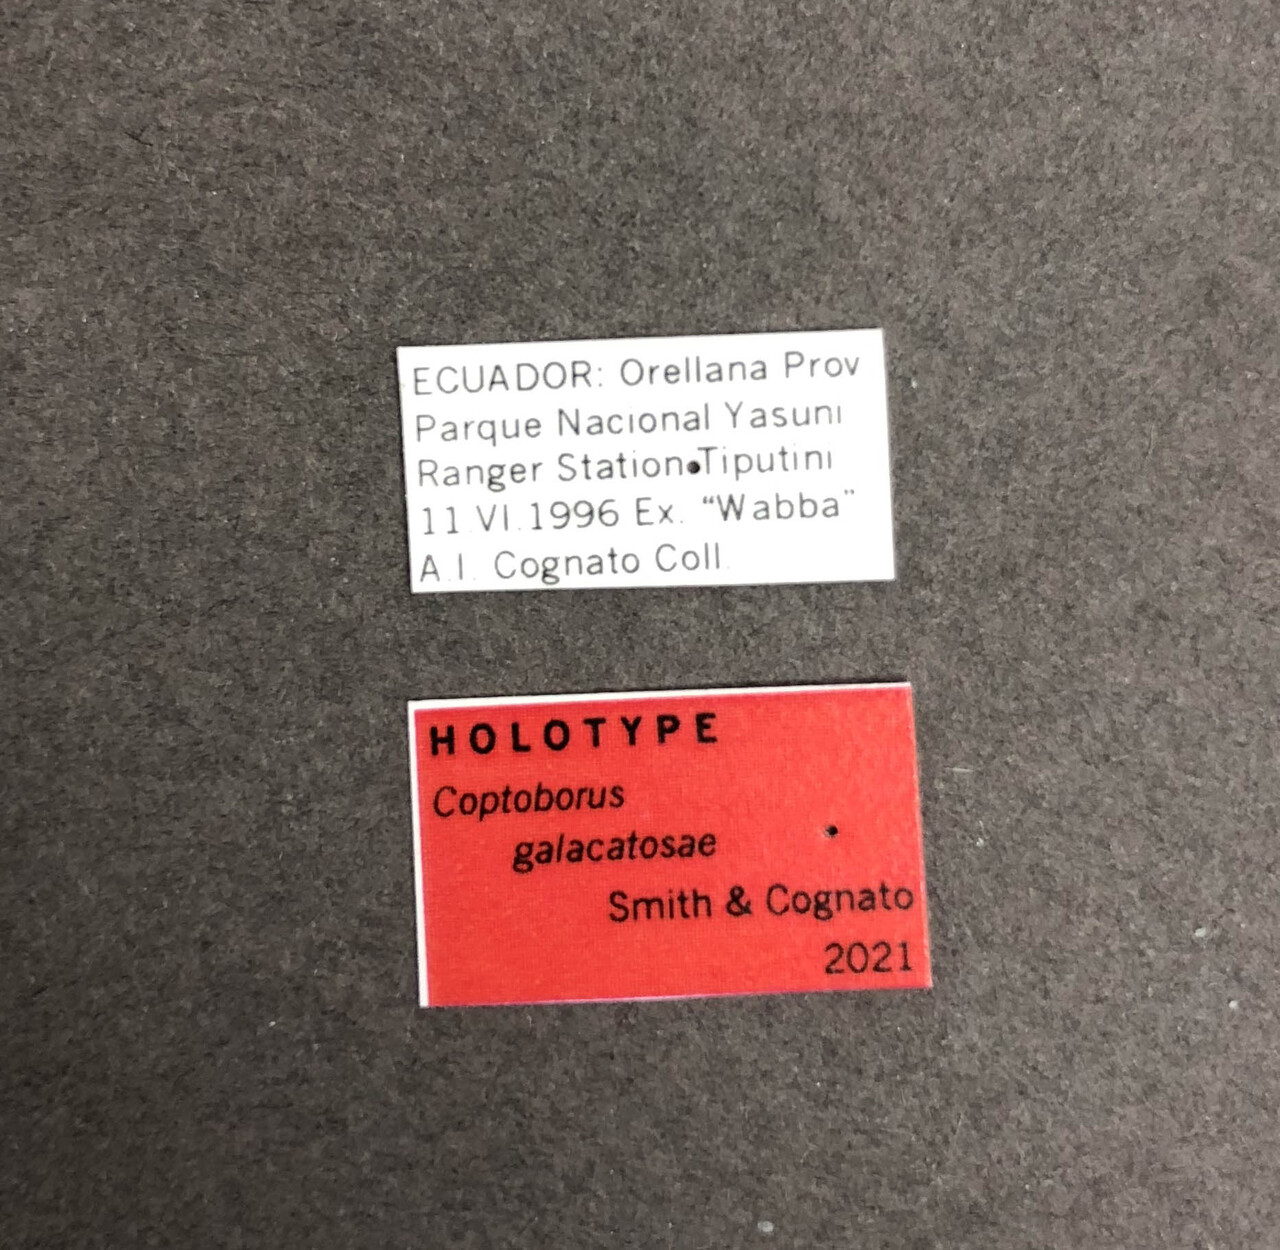 ECUADOR: Orellana Prov
Parque Nacional Yasuni
Ranger Station Tiputini
11.VI.1996 Ex. “Wabba”
A.I. Cognato Coll.
HOLOTYPE
Coptoborus
galacatosae
Smith & Cognato
2021